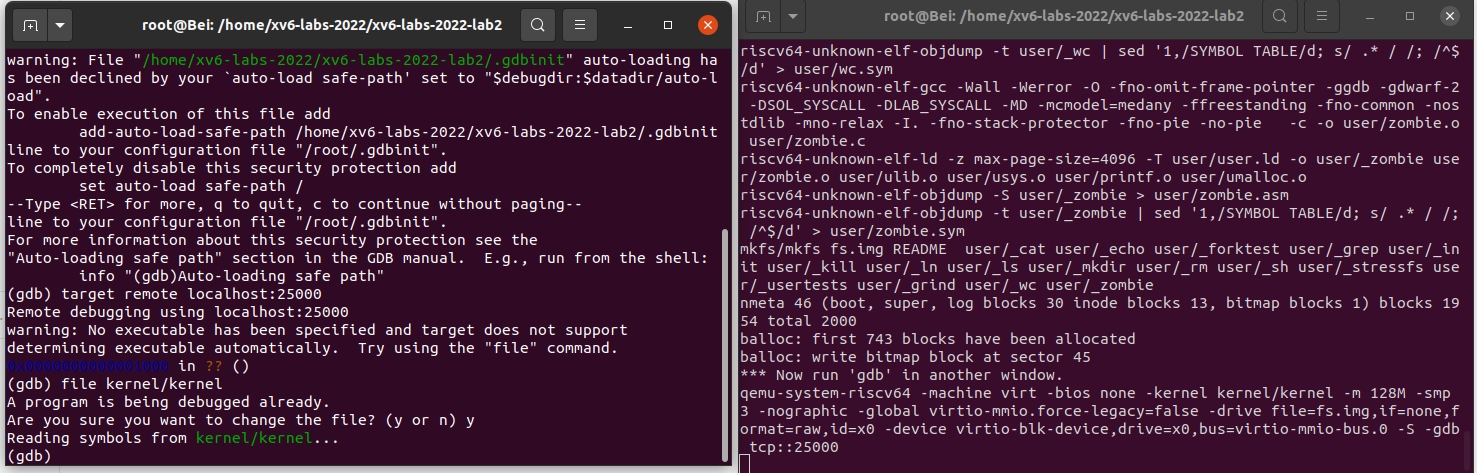 root@Bei: /home/xv6-labs-2022/xv6-labs-2022-lab2
warning: File "/home/xv6-labs-2022/xv6-labs-2022-lab2/.gdbinit" auto-loading ha
s been declined by your `auto-load safe-path' set to "$debugdir:$datadir/auto-l
oad".
To enable execution of this file add
        add-auto-load-safe-path /home/xv6-labs-2022/xv6-labs-2022-lab2/.gdbinit
line to your configuration file "/root/.gdbinit".
To completely disable this security protection add
        set auto-load safe-path /
--Type <RET> for more, q to quit, c to continue without paging--
line to your configuration file "/root/.gdbinit".
For more information about this security protection see the
"Auto-loading safe path" section in the GDB manual.  E.g., run from the shell:
        info "(gdb)Auto-loading safe path"
(gdb) target remote localhost:25000
Remote debugging using localhost:25000
warning: No executable has been specified and target does not support
determining executable automatically.  Try using the "file" command.
0x0000000000001000 in ?? ()
(gdb) file kernel/kernel
A program is being debugged already.
Are you sure you want to change the file? (y or n) y
Reading symbols from kernel/kernel...
(gdb)
root@Bei: /home/xv6-labs-2022/xv6-labs-2022-lab2
riscv64-unknown-elf-objdump -t user/_wc | sed '1,/SYMBOL TABLE/d; s/ .* / /; /^$
/d' > user/wc.sym
riscv64-unknown-elf-gcc -Wall -Werror -O -fno-omit-frame-pointer -ggdb -gdwarf-2
 -DSOL_SYSCALL -DLAB_SYSCALL -MD -mcmodel=medany -ffreestanding -fno-common -nos
tdlib -mno-relax -I. -fno-stack-protector -fno-pie -no-pie   -c -o user/zombie.o
 user/zombie.c
riscv64-unknown-elf-ld -z max-page-size=4096 -T user/user.ld -o user/_zombie use
r/zombie.o user/ulib.o user/usys.o user/printf.o user/umalloc.o
riscv64-unknown-elf-objdump -S user/_zombie > user/zombie.asm
riscv64-unknown-elf-objdump -t user/_zombie | sed '1,/SYMBOL TABLE/d; s/ .* / /;
 /^$/d' > user/zombie.sym
mkfs/mkfs fs.img README  user/_cat user/_echo user/_forktest user/_grep user/_in
it user/_kill user/_ln user/_ls user/_mkdir user/_rm user/_sh user/_stressfs use
r/_usertests user/_grind user/_wc user/_zombie
nmeta 46 (boot, super, log blocks 30 inode blocks 13, bitmap blocks 1) blocks 19
54 total 2000
balloc: first 743 blocks have been allocated
balloc: write bitmap block at sector 45
*** Now run 'gdb' in another window.
qemu-system-riscv64 -machine virt -bios none -kernel kernel/kernel -m 128M -smp
3 -nographic -global virtio-mmio.force-legacy=false -drive file=fs.img,if=none,f
ormat=raw,id=x0 -device virtio-blk-device,drive=x0,bus=virtio-mmio-bus.0 -S -gdb
 tcp::25000